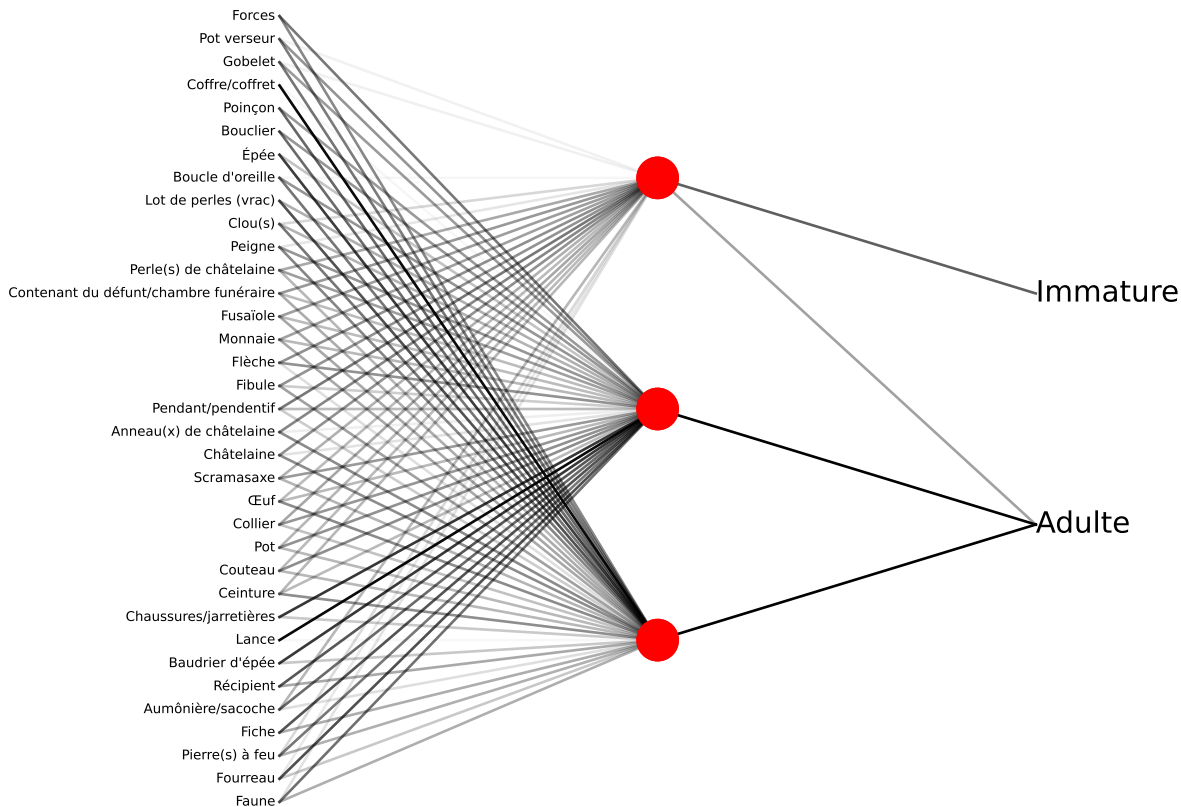 Forces
Pot verseur
Gobelet
Coffre/coffret
Poinçon
Bouclier
Épée
Boucle d'oreille
Lot de perles (vrac)
Clou(s)
Peigne
Perle(s) de châtelaine
Contenant du défunt/chambre funéraire
Fusaïole
Monnaie
Flèche
Fibule
Pendant/pendentif
Anneau(x) de châtelaine
Châtelaine
Scramasaxe
Œuf
Collier
Pot
Couteau
Ceinture
Chaussures/jarretières
Lance
Baudrier d'épée
Récipient
Aumônière/sacoche
Fiche
Pierre(s) à feu
Fourreau
Faune
Immature
Adulte